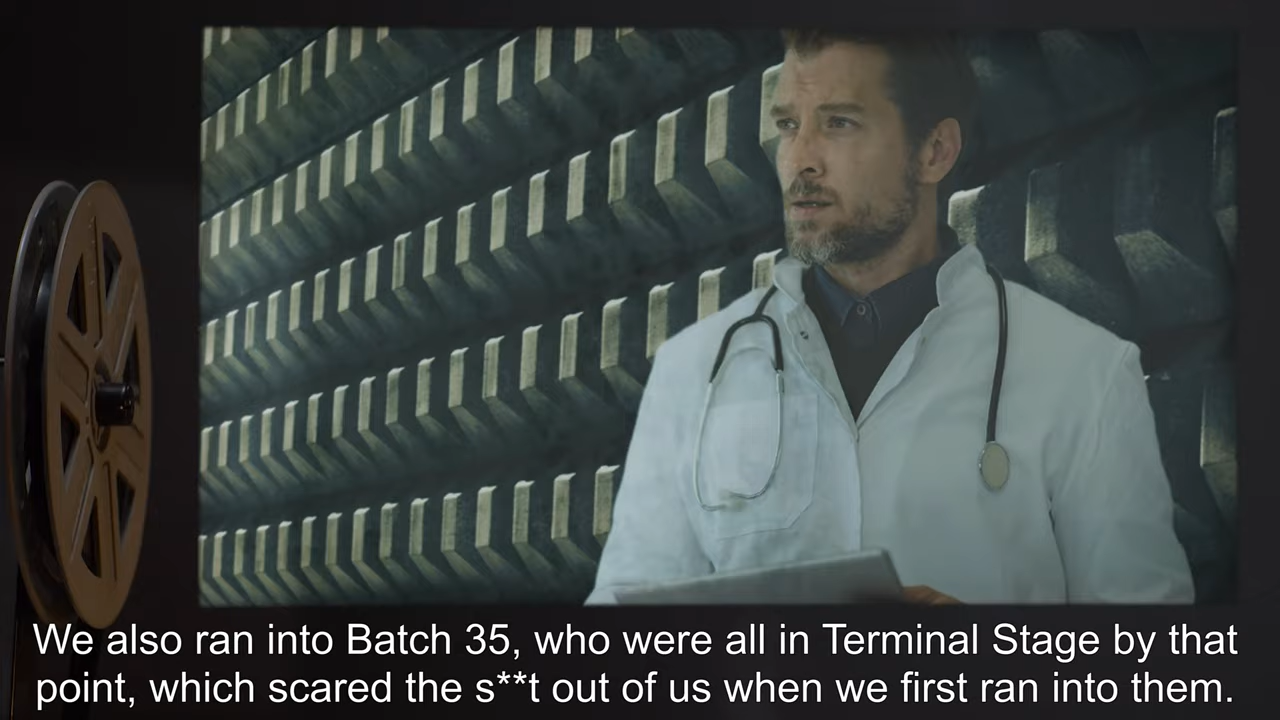 We also ran into Batch 35, who were all in Terminal Stage by that
point, which scared the s**t out of us when we first ran into them.